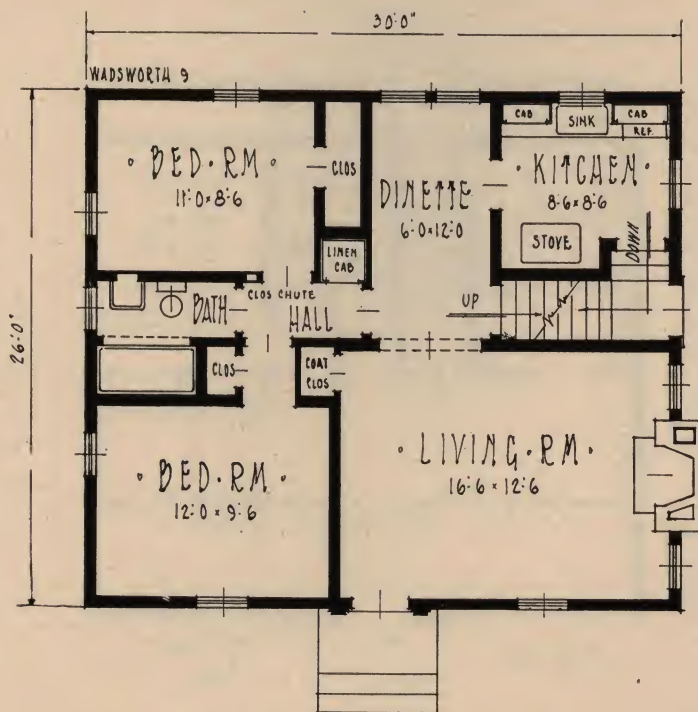 30'0"
WADSWORTH 9
CAB
SINK
CAB
REF.
• BED • RM •
11'0 × 8'6
CLOS
DINETTE
6'0 × 12'0
• KITCHEN •
8'6 × 8'6
STOVE
DOWN
LINEN
CAB
CLOS CHUTE
BATH
HALL
UP
26'0"
CLOS
COAT
CLOS
• LIVING • RM •
16'6 × 12'6
• BED • RM •
12'0 × 9'6